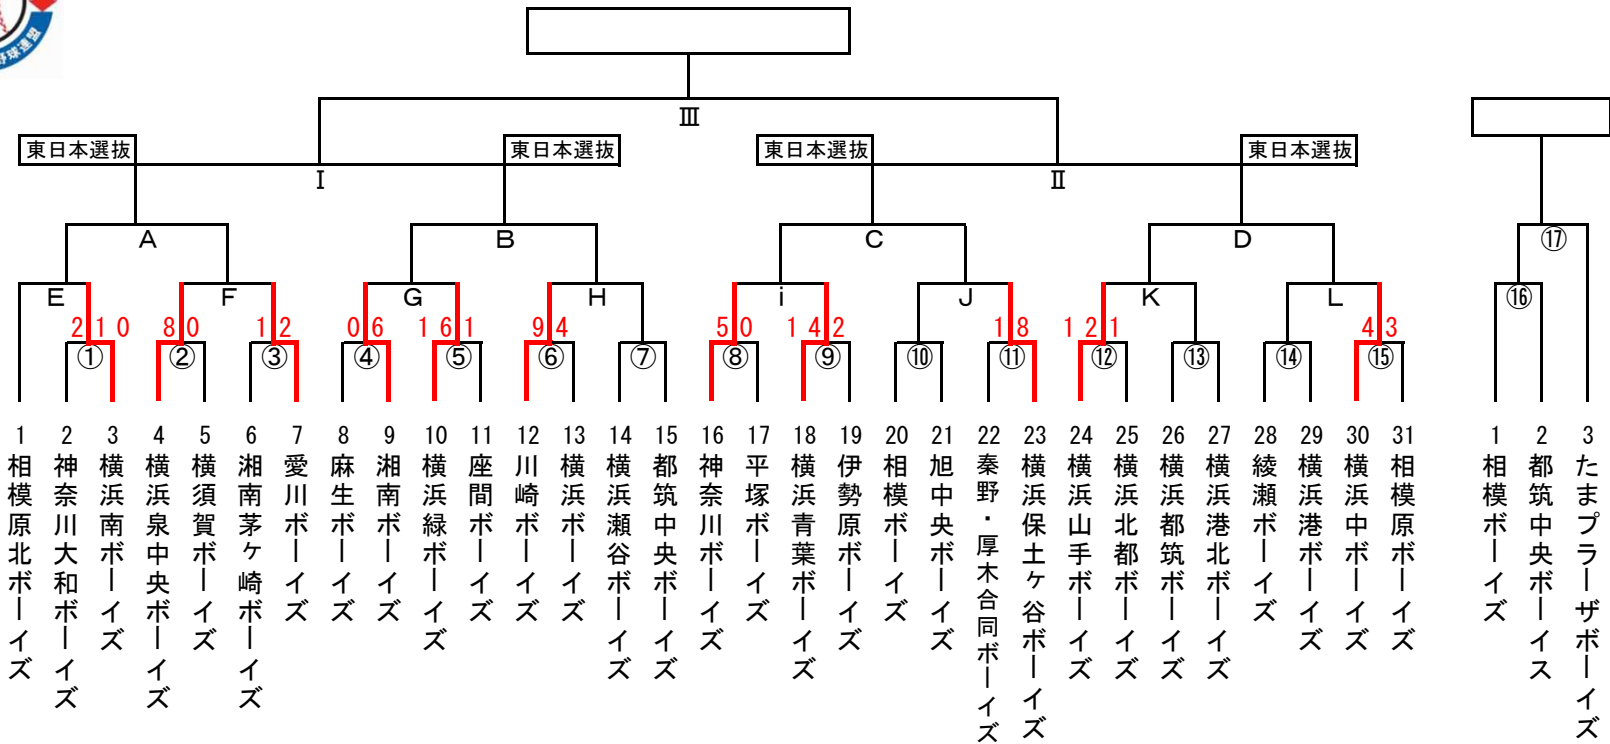 野球連盟
Ⅲ
東日本選抜
東日本選抜
東日本選抜
東日本選抜
Ⅰ
Ⅱ
A
B
C
D
⑰
E
F
G
H
i
J
K
L
⑯
2 1 0
8 0
1 2
0 6
1 6 1
9 4
5 0
1 4 2
1 8
1 2 1
4 3
①
②
③
④
⑤
⑥
⑦
⑧
⑨
⑩
⑪
⑫
⑬
⑭
⑮
1 相模原北ボーイズ
2 神奈川大和ボーイズ
3 横浜南ボーイズ
4 横浜泉中央ボーイズ
5 横須賀ボーイズ
6 湘南茅ヶ崎ボーイズ
7 愛川ボーイズ
8 麻生ボーイズ
9 湘南ボーイズ
10 横浜緑ボーイズ
11 座間ボーイズ
12 川崎ボーイズ
13 横浜ボーイズ
14 横浜瀬谷ボーイズ
15 都筑中央ボーイズ
16 神奈川ボーイズ
17 平塚ボーイズ
18 横浜青葉ボーイズ
19 伊勢原ボーイズ
20 相模ボーイズ
21 旭中央ボーイズ
22 秦野・厚木合同ボーイズ
23 横浜保土ヶ谷ボーイズ
24 横浜山手ボーイズ
25 横浜北都ボーイズ
26 横浜都筑ボーイズ
27 横浜港北ボーイズ
28 綾瀬ボーイズ
29 横浜港ボーイズ
30 横浜中ボーイズ
31 相模原ボーイズ
1 相模ボーイズ
2 都筑中央ボーイス
3 たまプラーザボーイズ